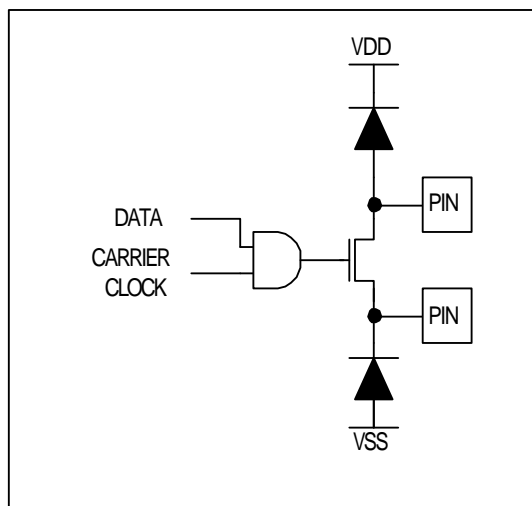 VDD
PIN
DATA
CARRIER
CLOCK
PIN
VSS